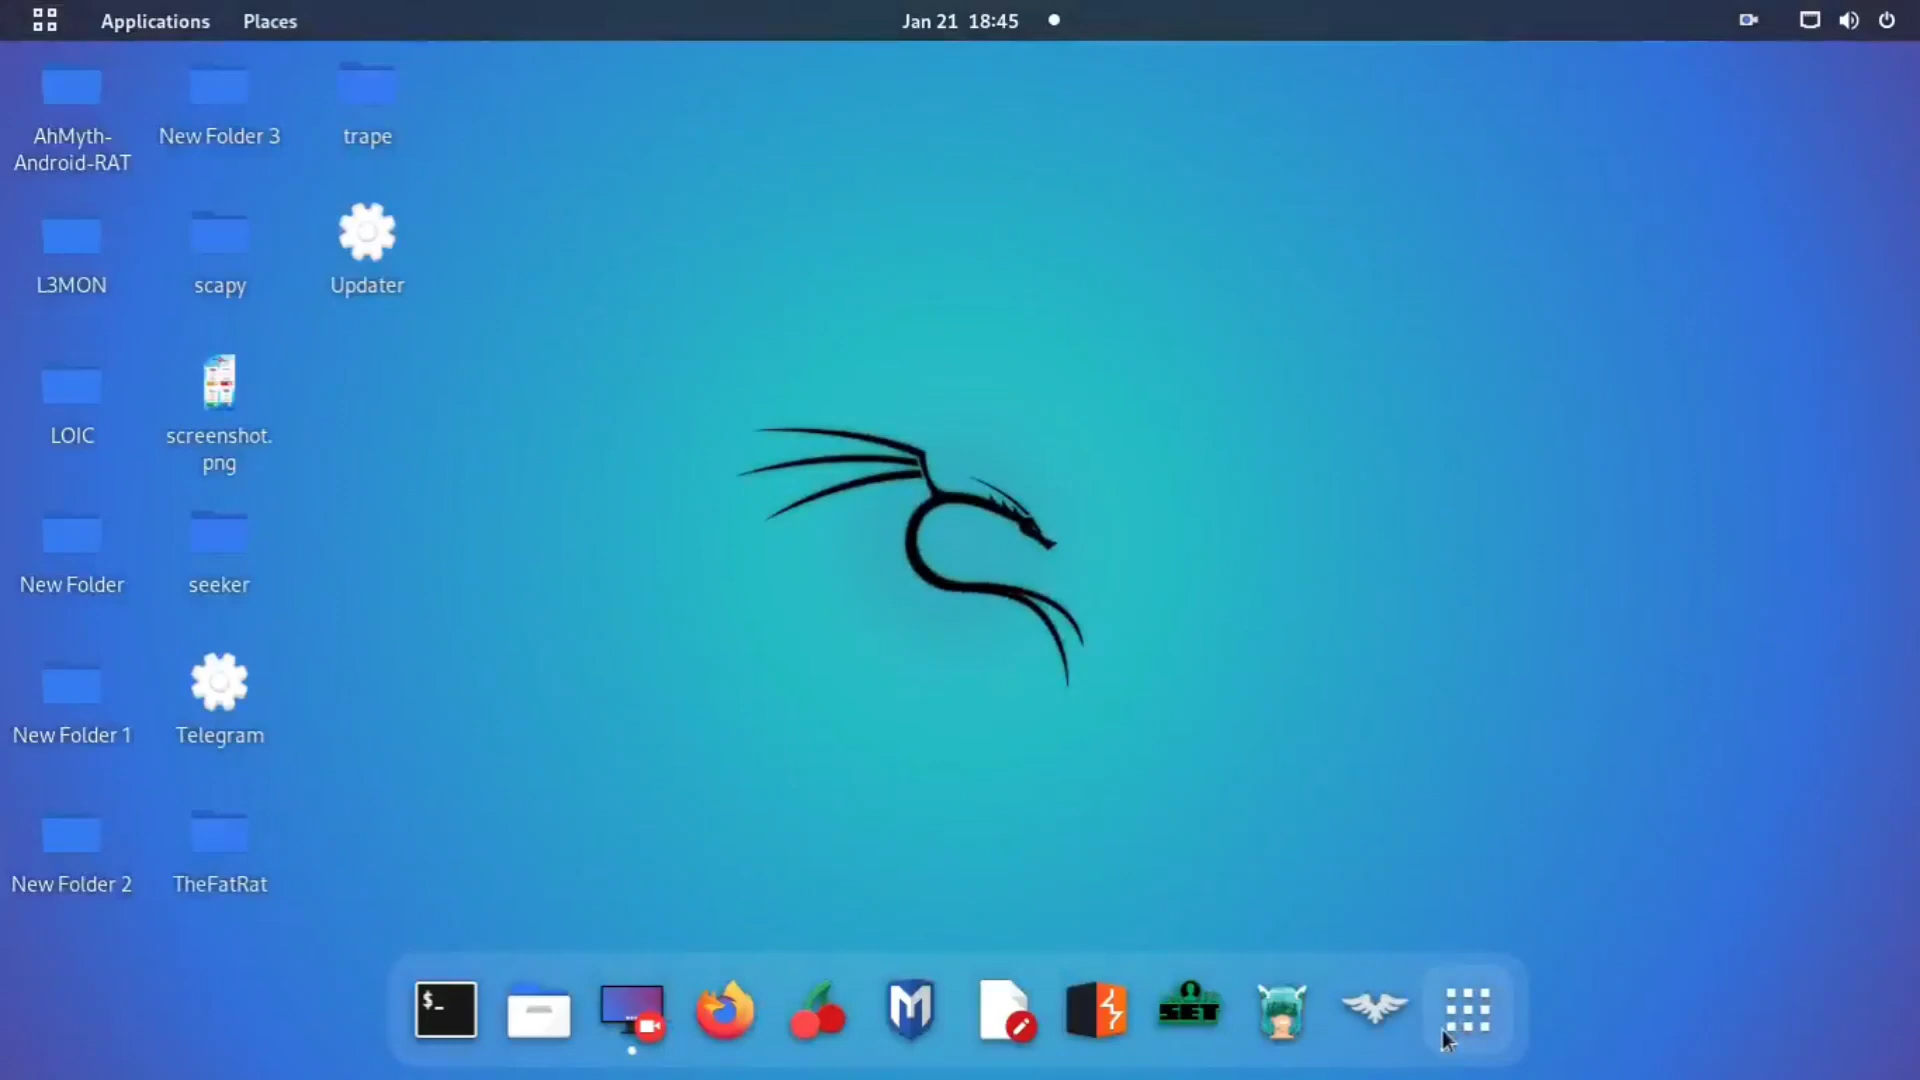 Applications Places Jan 21 18:45
AhMyth-
Android-RAT
New Folder 3
trape
L3MON
scapy
Updater
LOIC
screenshot.
png
New Folder
seeker
New Folder 1
Telegram
New Folder 2
TheFatRat
$_
SET